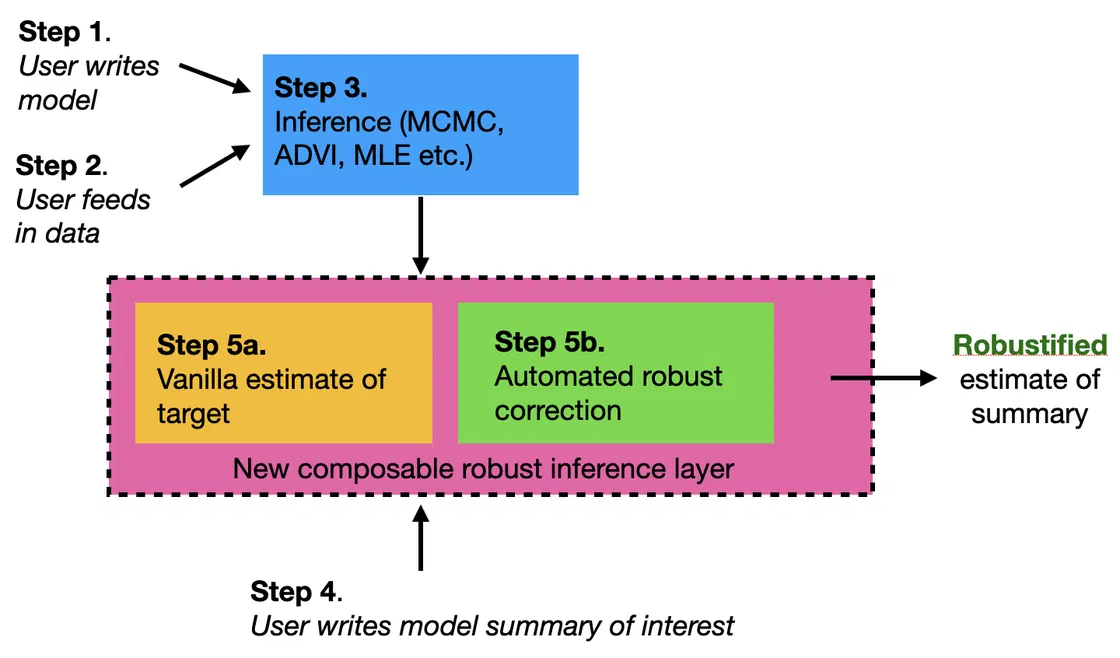 Step 1.
User writes
model
Step 2.
User feeds
in data
Step 3.
Inference (MCMC,
ADVI, MLE etc.)
Step 5a.
Vanilla estimate of
target
Step 5b.
Automated robust
correction
New composable robust inference layer
Robustified
estimate of
summary
Step 4.
User writes model summary of interest